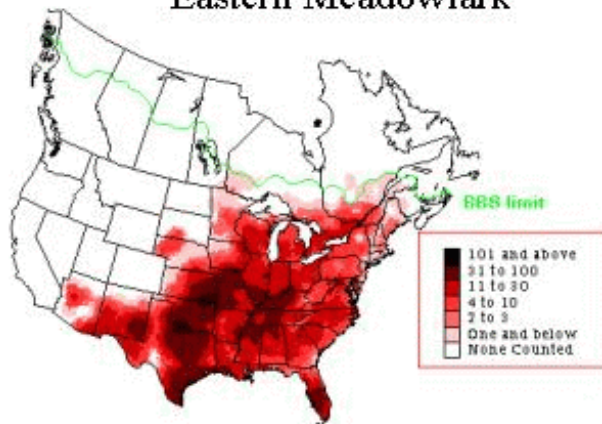 Eastern Meadowlark
BBS limit
101 and above
31 to 100
11 to 30
4 to 10
2 to 3
One and below
None Counted